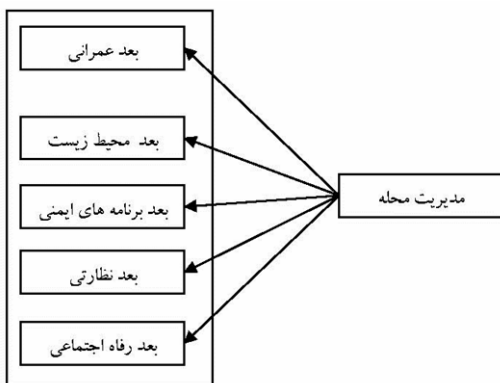 بعد عمرانی
بعد محیط زیست
مدیریت محله
بعد برنامه های ایمنی
بعد نظارتی
بعد رفاه اجتماعی